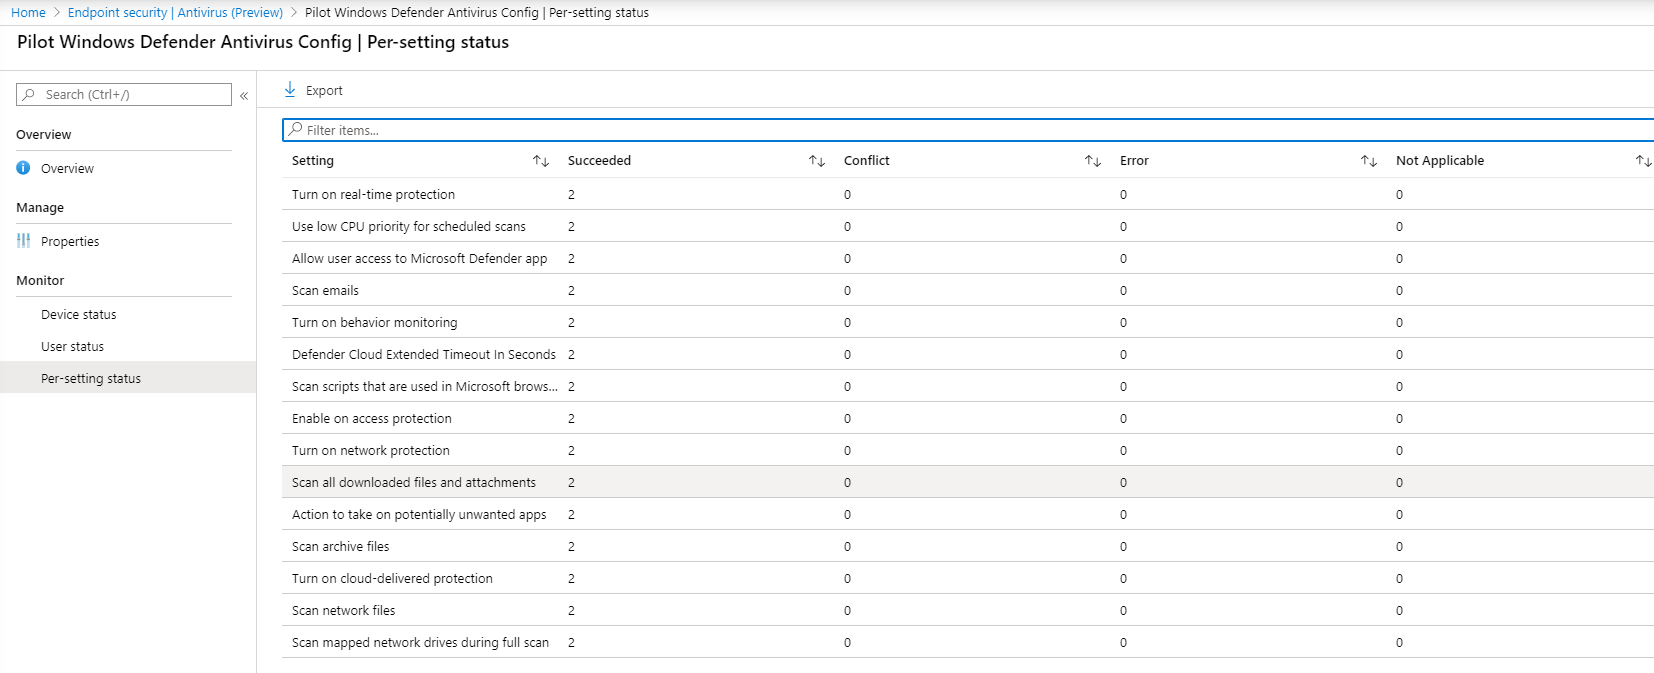 Home > Endpoint security | Antivirus (Preview) > Pilot Windows Defender Antivirus Config | Per-setting status
Pilot Windows Defender Antivirus Config | Per-setting status
Search (Ctrl+/)
«
Overview
Overview
Manage
Properties
Monitor
Device status
User status
Per-setting status
Export
Filter items...
Setting Succeeded Conflict Error Not Applicable
Turn on real-time protection 2 0 0 0
Use low CPU priority for scheduled scans 2 0 0 0
Allow user access to Microsoft Defender app 2 0 0 0
Scan emails 2 0 0 0
Turn on behavior monitoring 2 0 0 0
Defender Cloud Extended Timeout In Seconds 2 0 0 0
Scan scripts that are used in Microsoft brows... 2 0 0 0
Enable on access protection 2 0 0 0
Turn on network protection 2 0 0 0
Scan all downloaded files and attachments 2 0 0 0
Action to take on potentially unwanted apps 2 0 0 0
Scan archive files 2 0 0 0
Turn on cloud-delivered protection 2 0 0 0
Scan network files 2 0 0 0
Scan mapped network drives during full scan 2 0 0 0